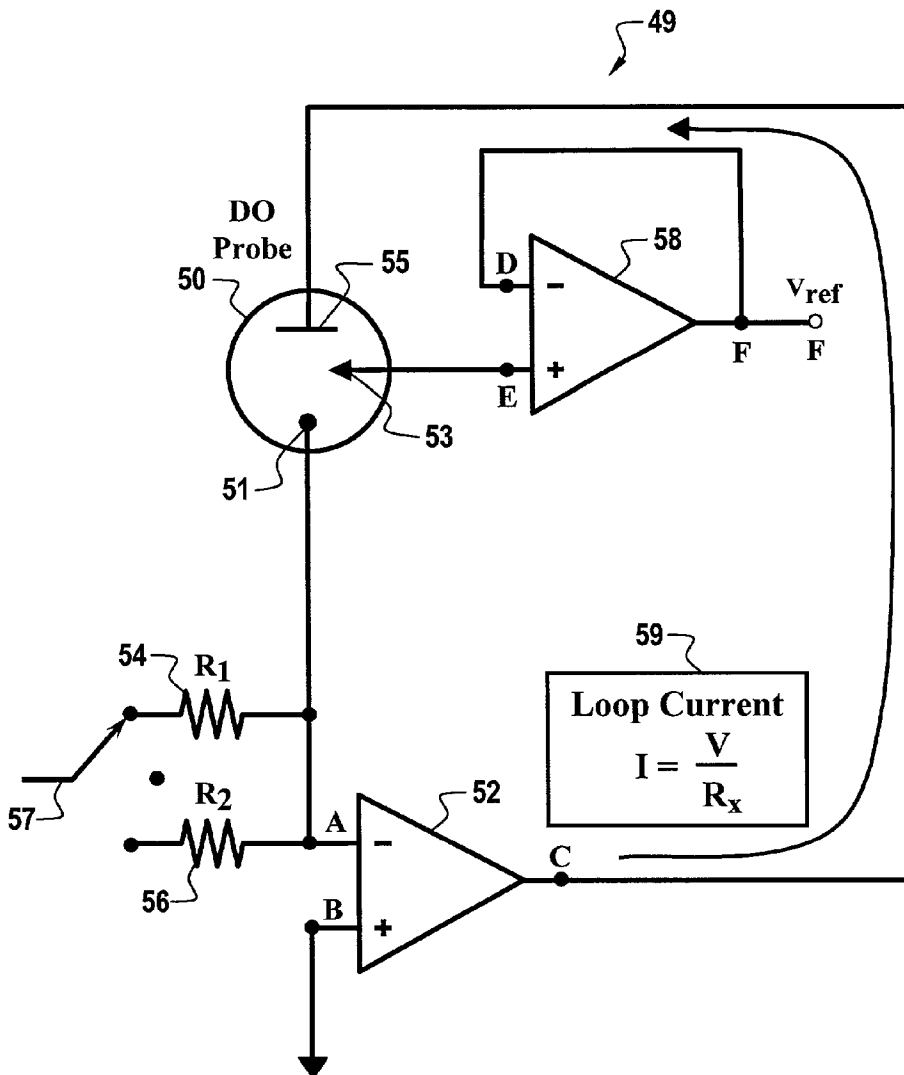 49
DO
Probe
50
55
58
D
−
Vref
F
F
E
+
53
51
59
54
R1
Loop Current
I = V / Rx
57
R2
52
A
−
C
56
B
+